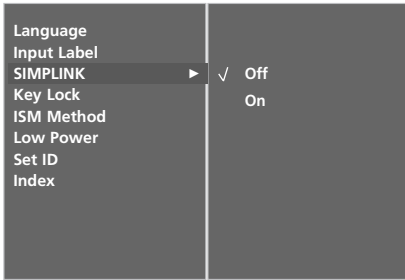 Language
Input Label
SIMPLINK ► √ Off
Key Lock On
ISM Method
Low Power
Set ID
Index